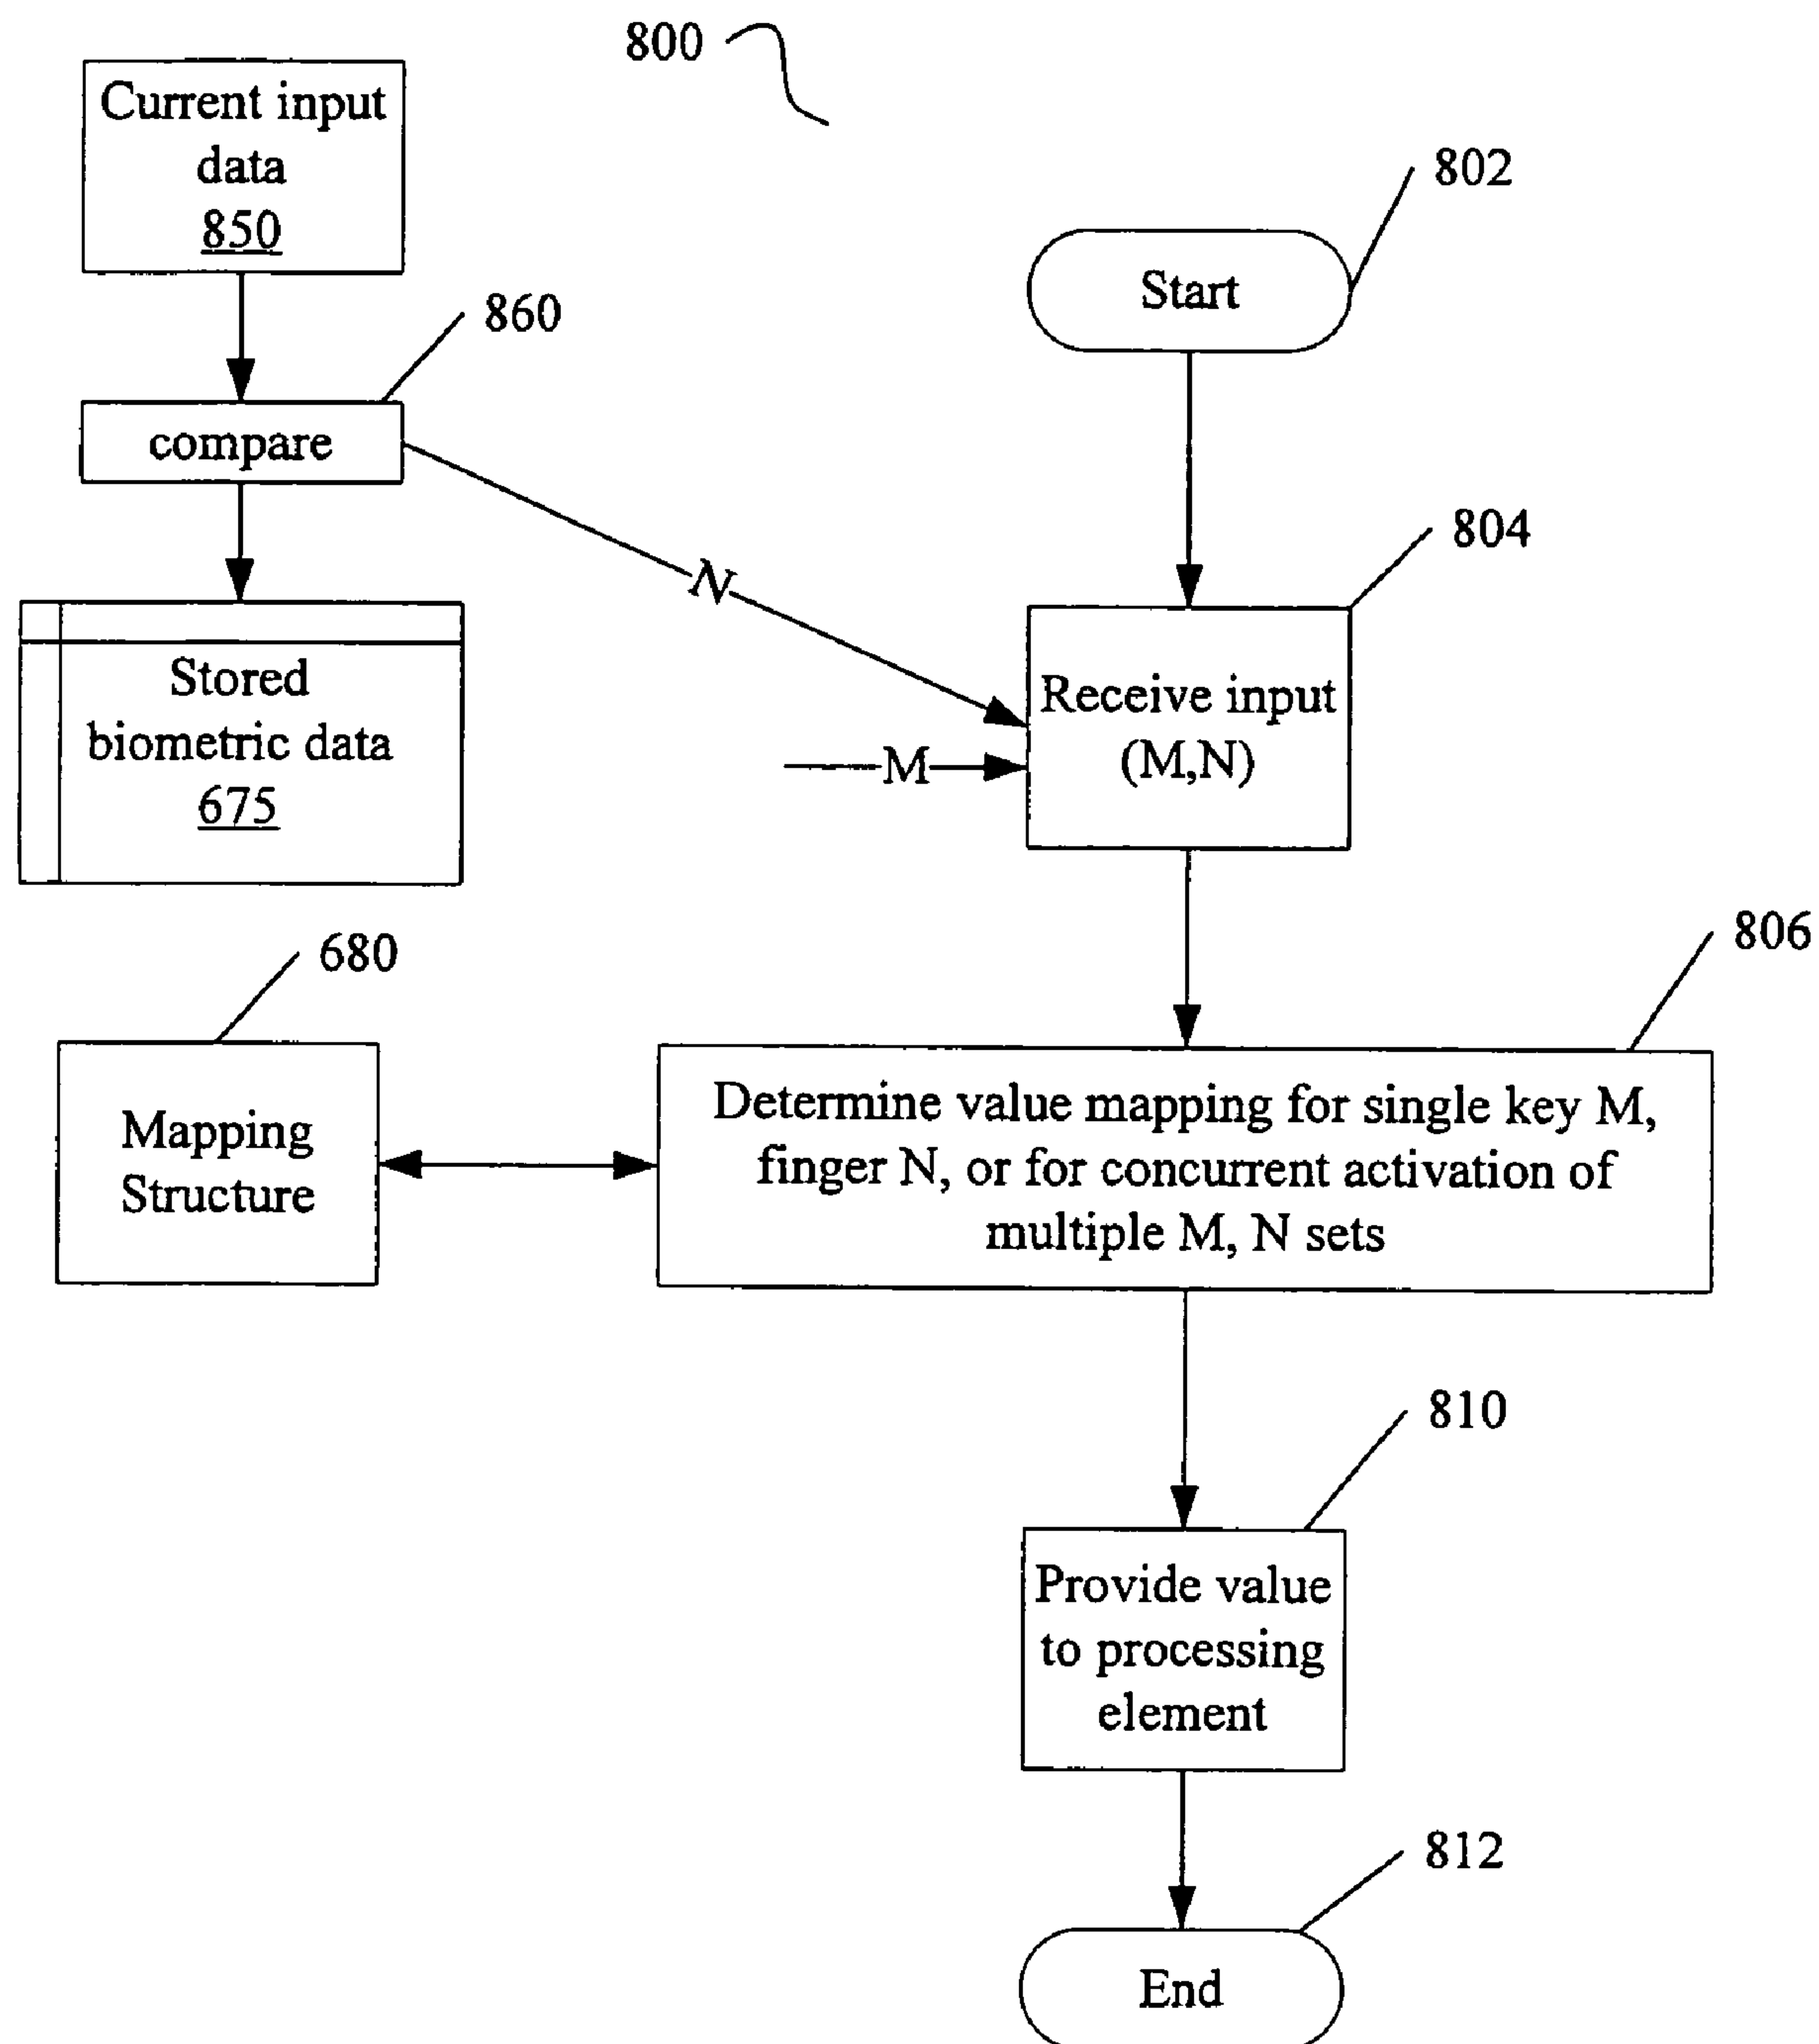 800
Current input
data
850
802
Start
860
compare
N
804
Receive input
(M,N)
M
Stored
biometric data
675
680
806
Mapping
Structure
Determine value mapping for single key M,
finger N, or for concurrent activation of
multiple M, N sets
810
Provide value
to processing
element
812
End